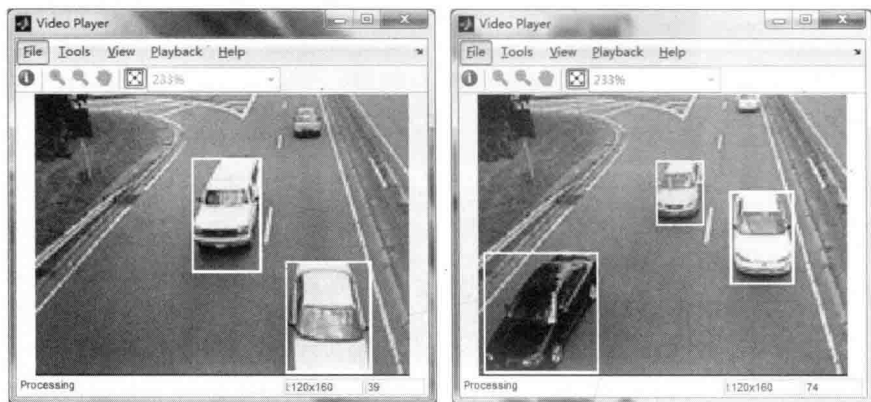 Video Player
File Tools View Playback Help
233%
Processing
I:120x160
39
Video Player
File Tools View Playback Help
233%
Processing
I:120x160
74